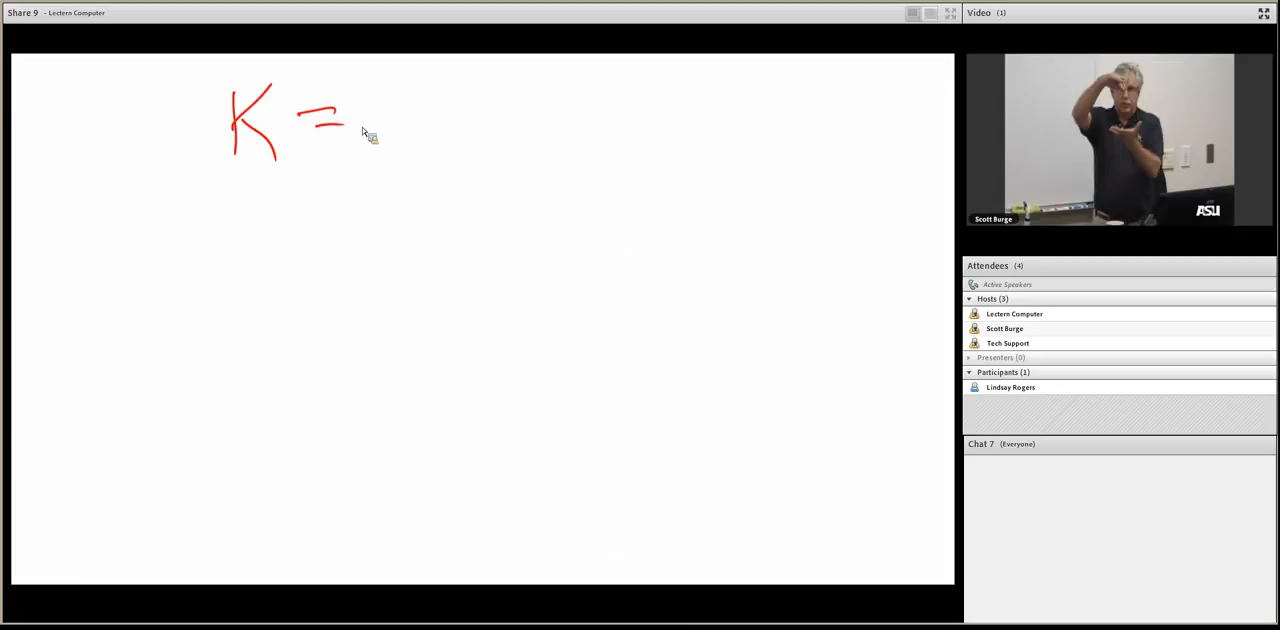 Share 9 - Lectern Computer
Video (1)
K =
Scott Burge
ASU
Attendees (4)
Active Speakers
Hosts (3)
Lectern Computer
Scott Burge
Tech Support
Presenters (0)
Participants (1)
Lindsay Rogers
Chat 7 (Everyone)